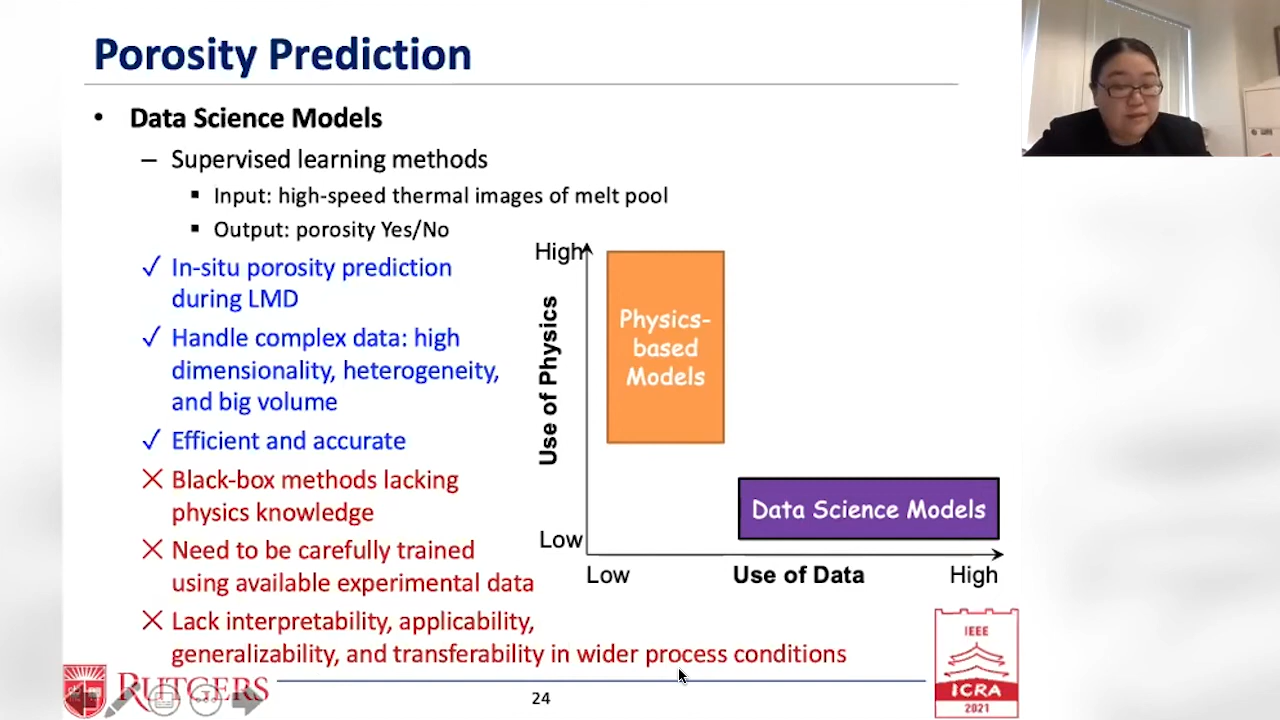 Porosity Prediction
• Data Science Models
– Supervised learning methods
▪ Input: high-speed thermal images of melt pool
▪ Output: porosity Yes/No
✓ In-situ porosity prediction
during LMD
✓ Handle complex data: high
dimensionality, heterogeneity,
and big volume
✓ Efficient and accurate
✕ Black-box methods lacking
physics knowledge
✕ Need to be carefully trained
using available experimental data
✕ Lack interpretability, applicability,
generalizability, and transferability in wider process conditions
High
Use of Physics
Low
Physics-
based
Models
Data Science Models
Low
Use of Data
High
RUTGERS
24
IEEE
ICRA
2021